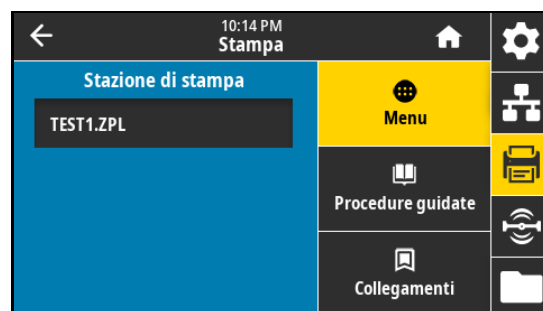 10:14 PM
Stampa
Stazione di stampa
TEST1.ZPL
Menu
Procedure guidate
Collegamenti